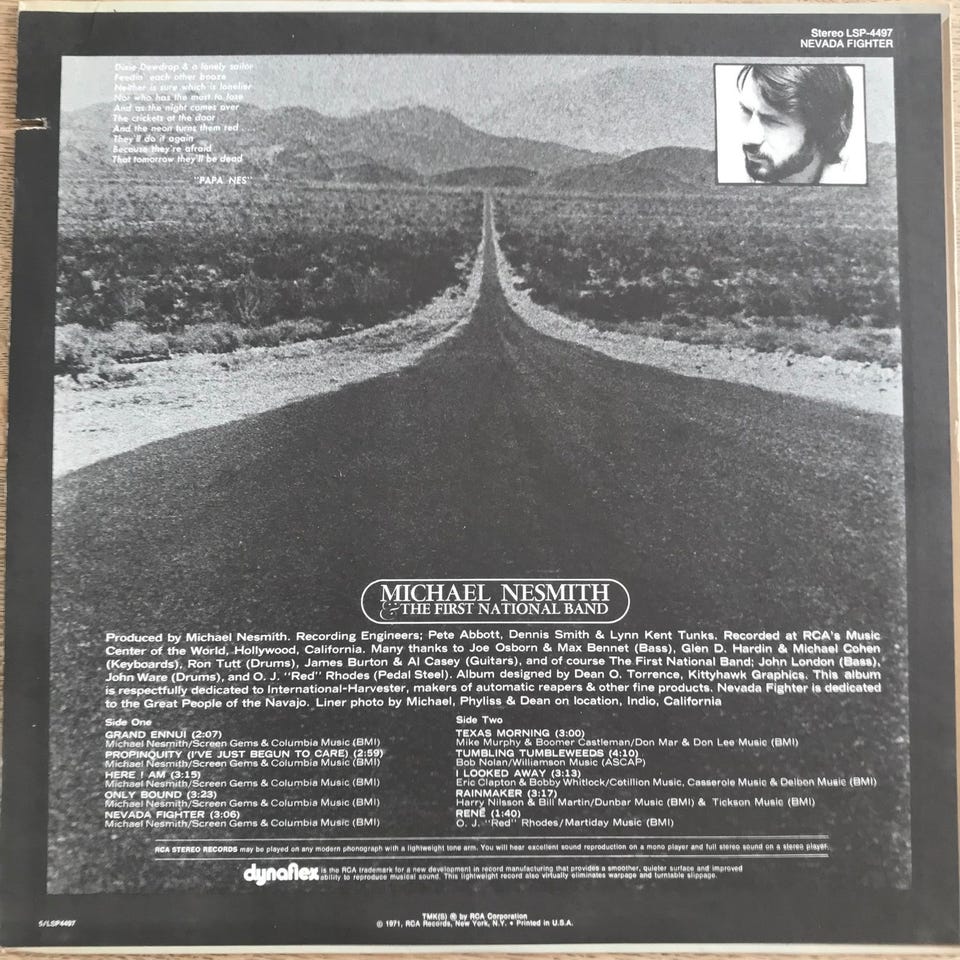 Stereo LSP-4497
NEVADA FIGHTER
Dixie Dewdrop & a lonely sailor
Feedin' each other booze
Neither is sure which is lonelier
Nor who has the most to lose
And as the night comes over
The crickets at the door
And the neon turns them red ...
They'll do it again
Because they're afraid
That tomorrow they'll be dead
"PAPA NES"
MICHAEL NESMITH
& THE FIRST NATIONAL BAND
Produced by Michael Nesmith. Recording Engineers; Pete Abbott, Dennis Smith & Lynn Kent Tunks. Recorded at RCA's Music
Center of the World, Hollywood, California. Many thanks to Joe Osborn & Max Bennet (Bass), Glen D. Hardin & Michael Cohen
(Keyboards), Ron Tutt (Drums), James Burton & Al Casey (Guitars), and of course The First National Band; John London (Bass),
John Ware (Drums), and O. J. "Red" Rhodes (Pedal Steel). Album designed by Dean O. Torrence, Kittyhawk Graphics. This album
is respectfully dedicated to International-Harvester, makers of automatic reapers & other fine products. Nevada Fighter is dedicated
to the Great People of the Navajo. Liner photo by Michael, Phyliss & Dean on location, Indio, California
Side One
GRAND ENNUI (2:07)
Michael Nesmith/Screen Gems & Columbia Music (BMI)
PROPINQUITY (I'VE JUST BEGUN TO CARE) (2:59)
Michael Nesmith/Screen Gems & Columbia Music (BMI)
HERE I AM (3:15)
Michael Nesmith/Screen Gems & Columbia Music (BMI)
ONLY BOUND (3:23)
Michael Nesmith/Screen Gems & Columbia Music (BMI)
NEVADA FIGHTER (3:06)
Michael Nesmith/Screen Gems & Columbia Music (BMI)
Side Two
TEXAS MORNING (3:00)
Mike Murphy & Boomer Castleman/Don Mar & Don Lee Music (BMI)
TUMBLING TUMBLEWEEDS (4:10)
Bob Nolan/Williamson Music (ASCAP)
I LOOKED AWAY (3:13)
Eric Clapton & Bobby Whitlock/Cotillion Music, Casserole Music & Delbon Music (BMI)
RAINMAKER (3:17)
Harry Nilsson & Bill Martin/Dunbar Music (BMI) & Tickson Music (BMI)
RENÉ (1:40)
O. J. "Red" Rhodes/Martiday Music (BMI)
RCA STEREO RECORDS may be played on any modern phonograph with a lightweight tone arm. You will hear excellent sound reproduction on a mono player and full stereo sound on a stereo player.
dynaflex is the RCA trademark for a new development in record manufacturing that provides a smoother, quieter surface and improved
ability to reproduce musical sound. This lightweight record also virtually eliminates warpage and turntable slippage.
TMK(S) ® by RCA Corporation
© 1971, RCA Records, New York, N.Y. • Printed in U.S.A.
5/LSP4497